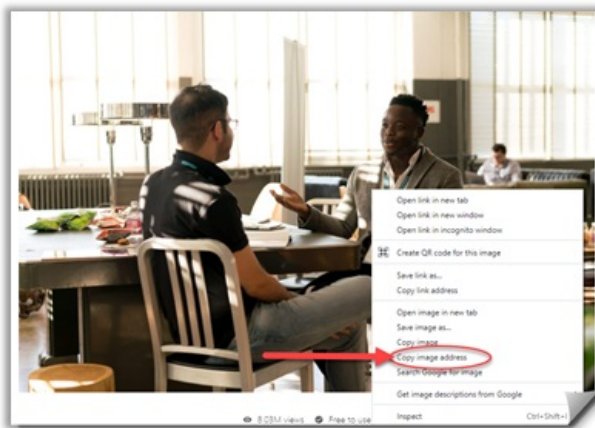 Open link in new tab
Open link in new window
Open link in incognito window
Create QR code for this image
Save link as...
Copy link address
Open image in new tab
Save image as...
Copy image
Copy image address
Search Google for image
Get image descriptions from Google
Inspect Ctrl+Shift+I
views Free to use